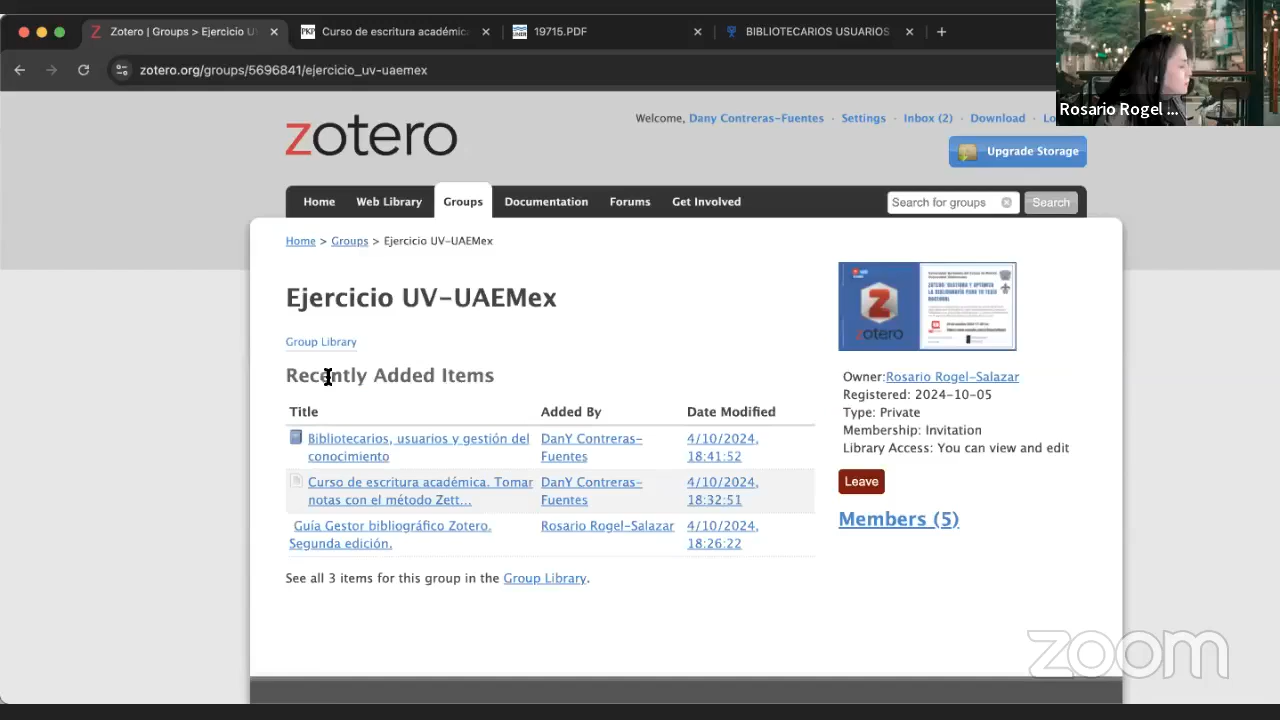 Zotero | Groups > Ejercicio U
Curso de escritura académica
19715.PDF
BIBLIOTECARIOS USUARIOS
Rosario Rogel ...
zotero.org/groups/5696841/ejercicio_uv-uaemex
zotero
Welcome, Dany Contreras-Fuentes · Settings · Inbox (2) · Download · Lo
Upgrade Storage
Home Web Library Groups Documentation Forums Get Involved
Search for groups Search
Home > Groups > Ejercicio UV-UAEMex
Ejercicio UV-UAEMex
Group Library
Recently Added Items
Title Added By Date Modified
Bibliotecarios, usuarios y gestión del
conocimiento
DanY Contreras-
Fuentes
4/10/2024,
18:41:52
Curso de escritura académica. Tomar
notas con el método Zett...
DanY Contreras-
Fuentes
4/10/2024,
18:32:51
Guía Gestor bibliográfico Zotero.
Segunda edición.
Rosario Rogel-Salazar
4/10/2024,
18:26:22
See all 3 items for this group in the Group Library.
zotero
Owner:Rosario Rogel-Salazar
Registered: 2024-10-05
Type: Private
Membership: Invitation
Library Access: You can view and edit
Leave
Members (5)
zoom